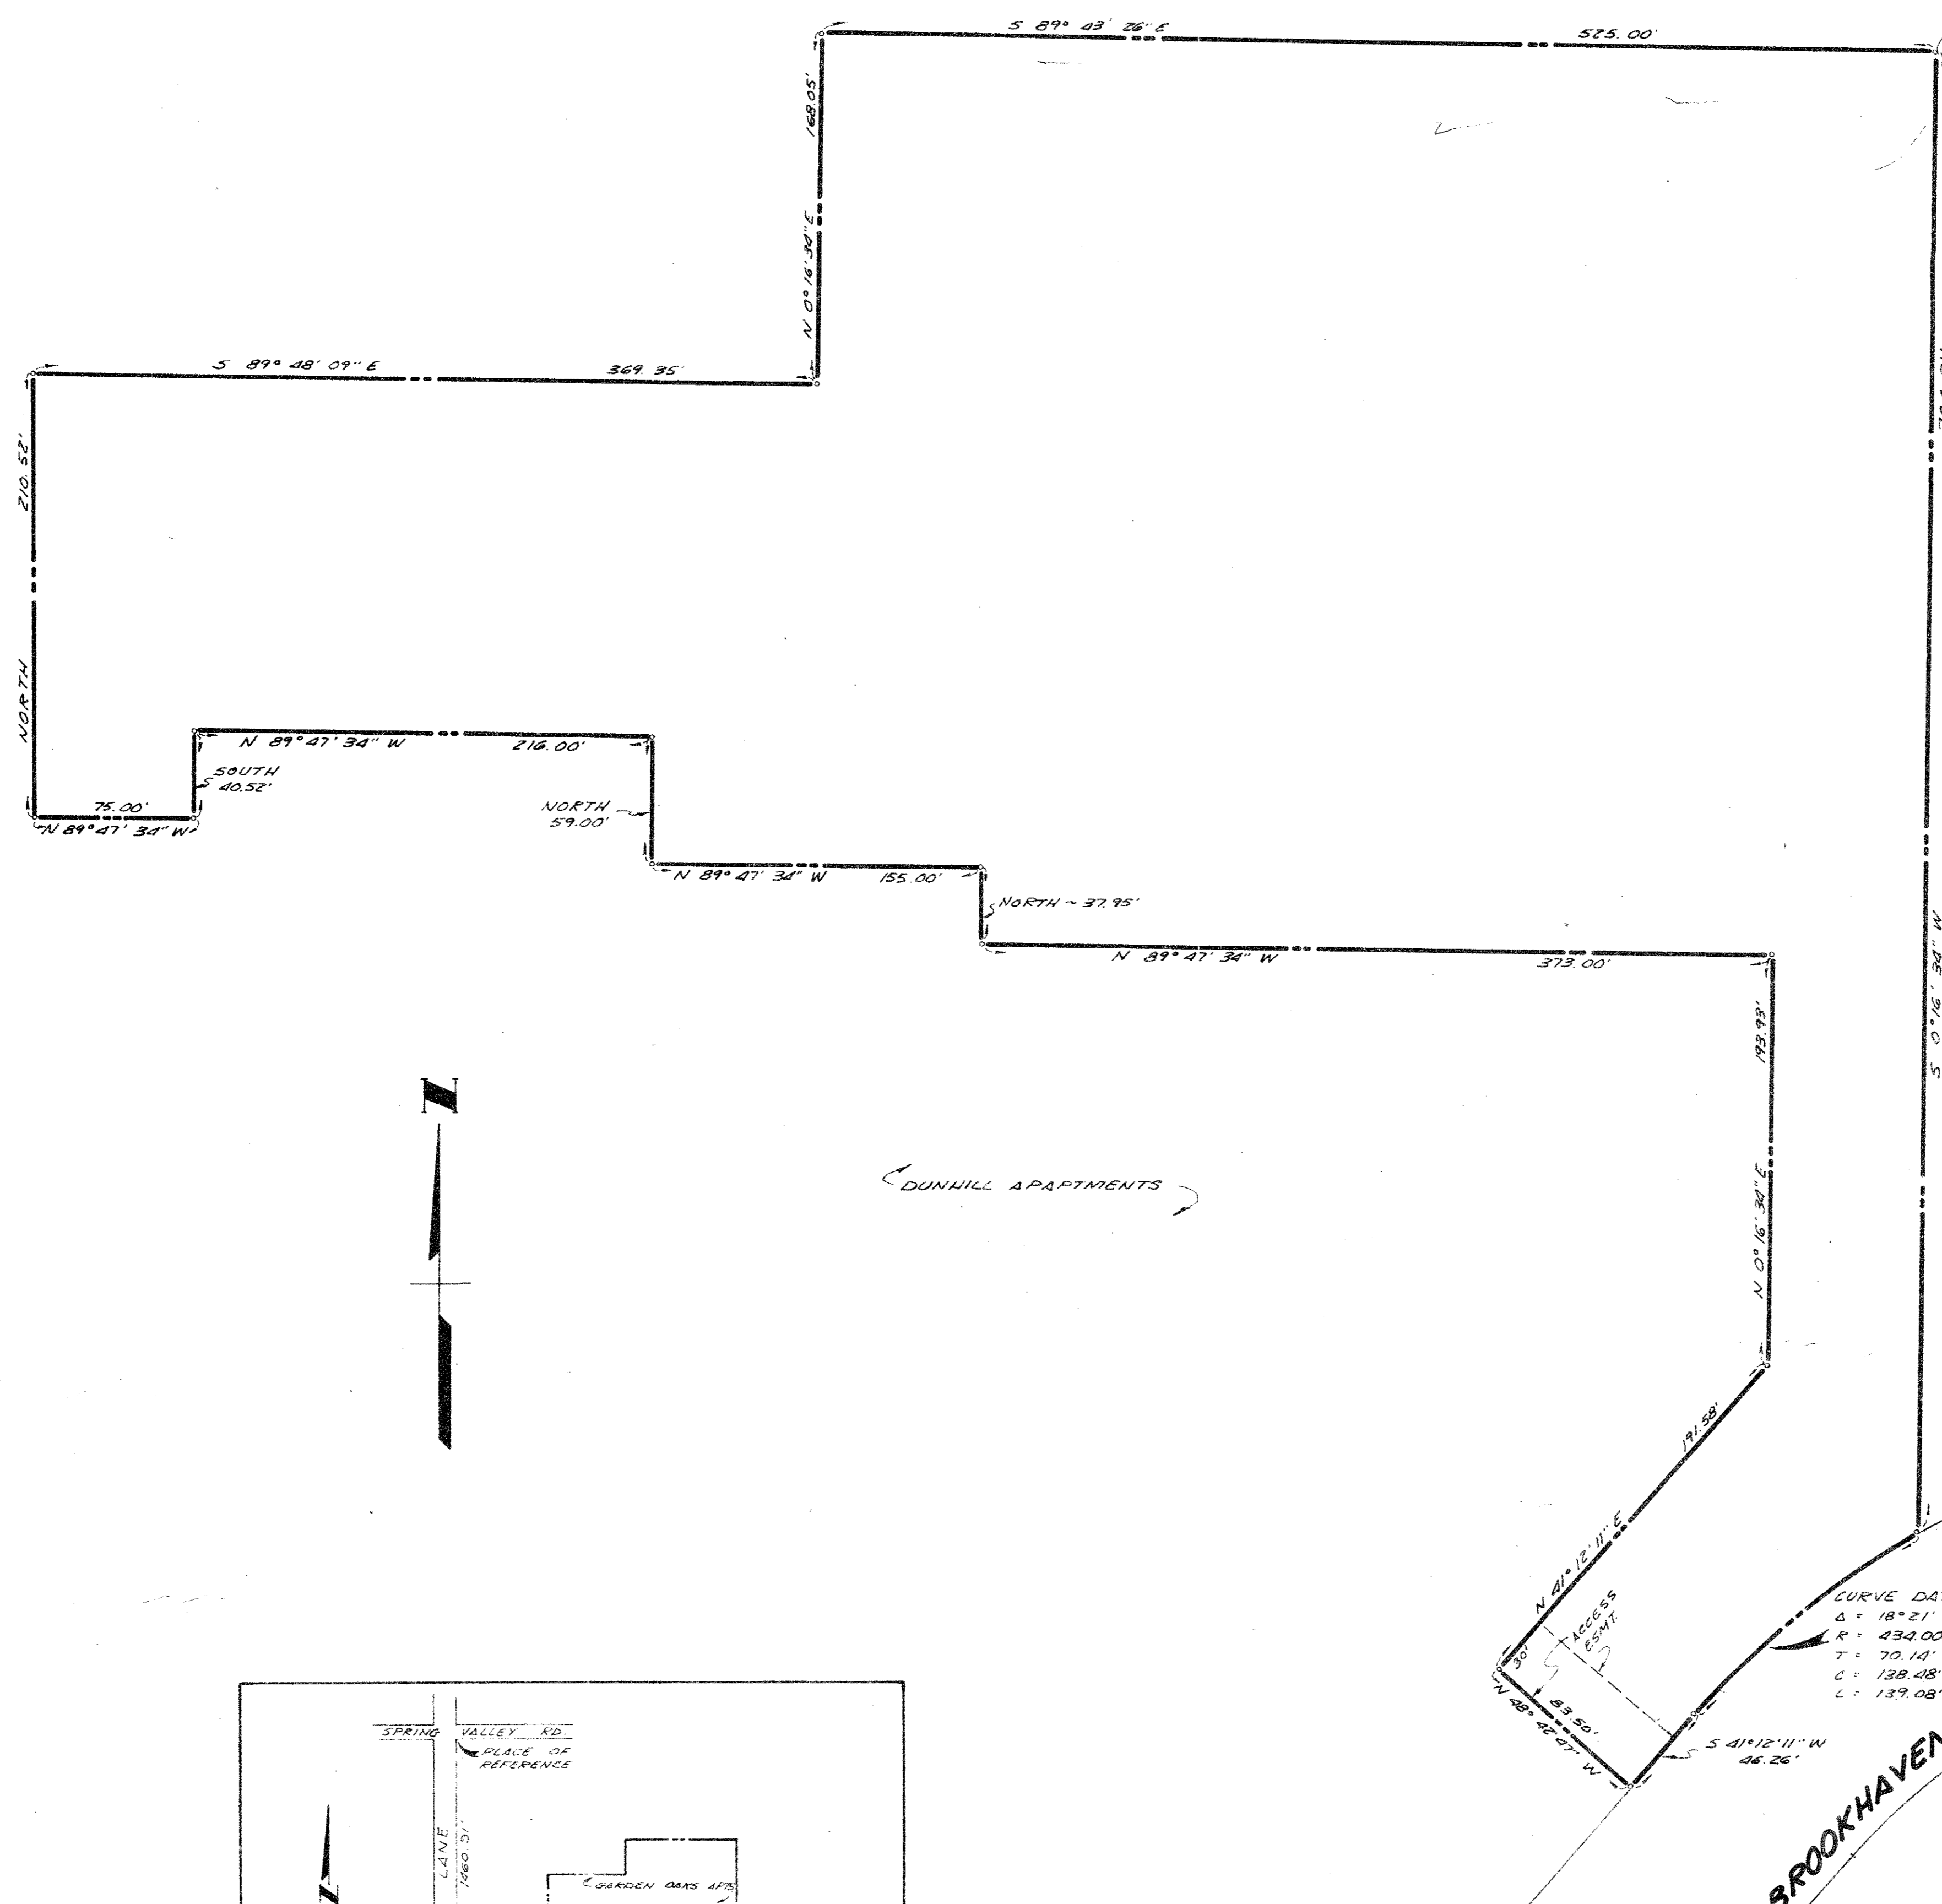 S 89° 43' 26" E
525.00'
168.05'
N 0° 16' 34" E
S 89° 48' 09" E
369.35'
210.52'
NORTH
N 89° 47' 34" W
216.00'
SOUTH
40.52'
75.00'
N 89° 47' 34" W
NORTH
59.00'
N 89° 47' 34" W
155.00'
NORTH ~ 37.95'
N 89° 47' 34" W
373.00'
S 0° 16' 34" W
193.93'
N 0° 16' 34" E
N
DUNHILL APARTMENTS
191.58'
N 41° 12' 11" E
ACCESS
ESMT.
30'
83.50'
N 48° 42' 47" W
S 41° 12' 11" W
46.26'
CURVE DA
Δ = 18° 21'
R = 434.00
T = 70.14'
C = 138.48'
L = 139.08'
BROOKHAVEN
SPRING VALLEY RD.
PLACE OF
REFERENCE
LANE
1460.91'
GARDEN OAKS APTS